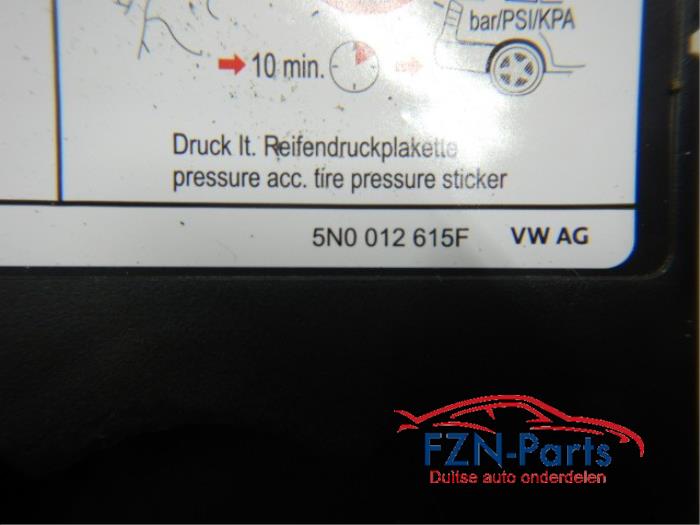 bar/PSI/KPA
10 min.
Druck lt. Reifendruckplakette
pressure acc. tire pressure sticker
5N0 012 615F VW AG
FZN-Parts
Duitse auto onderdelen